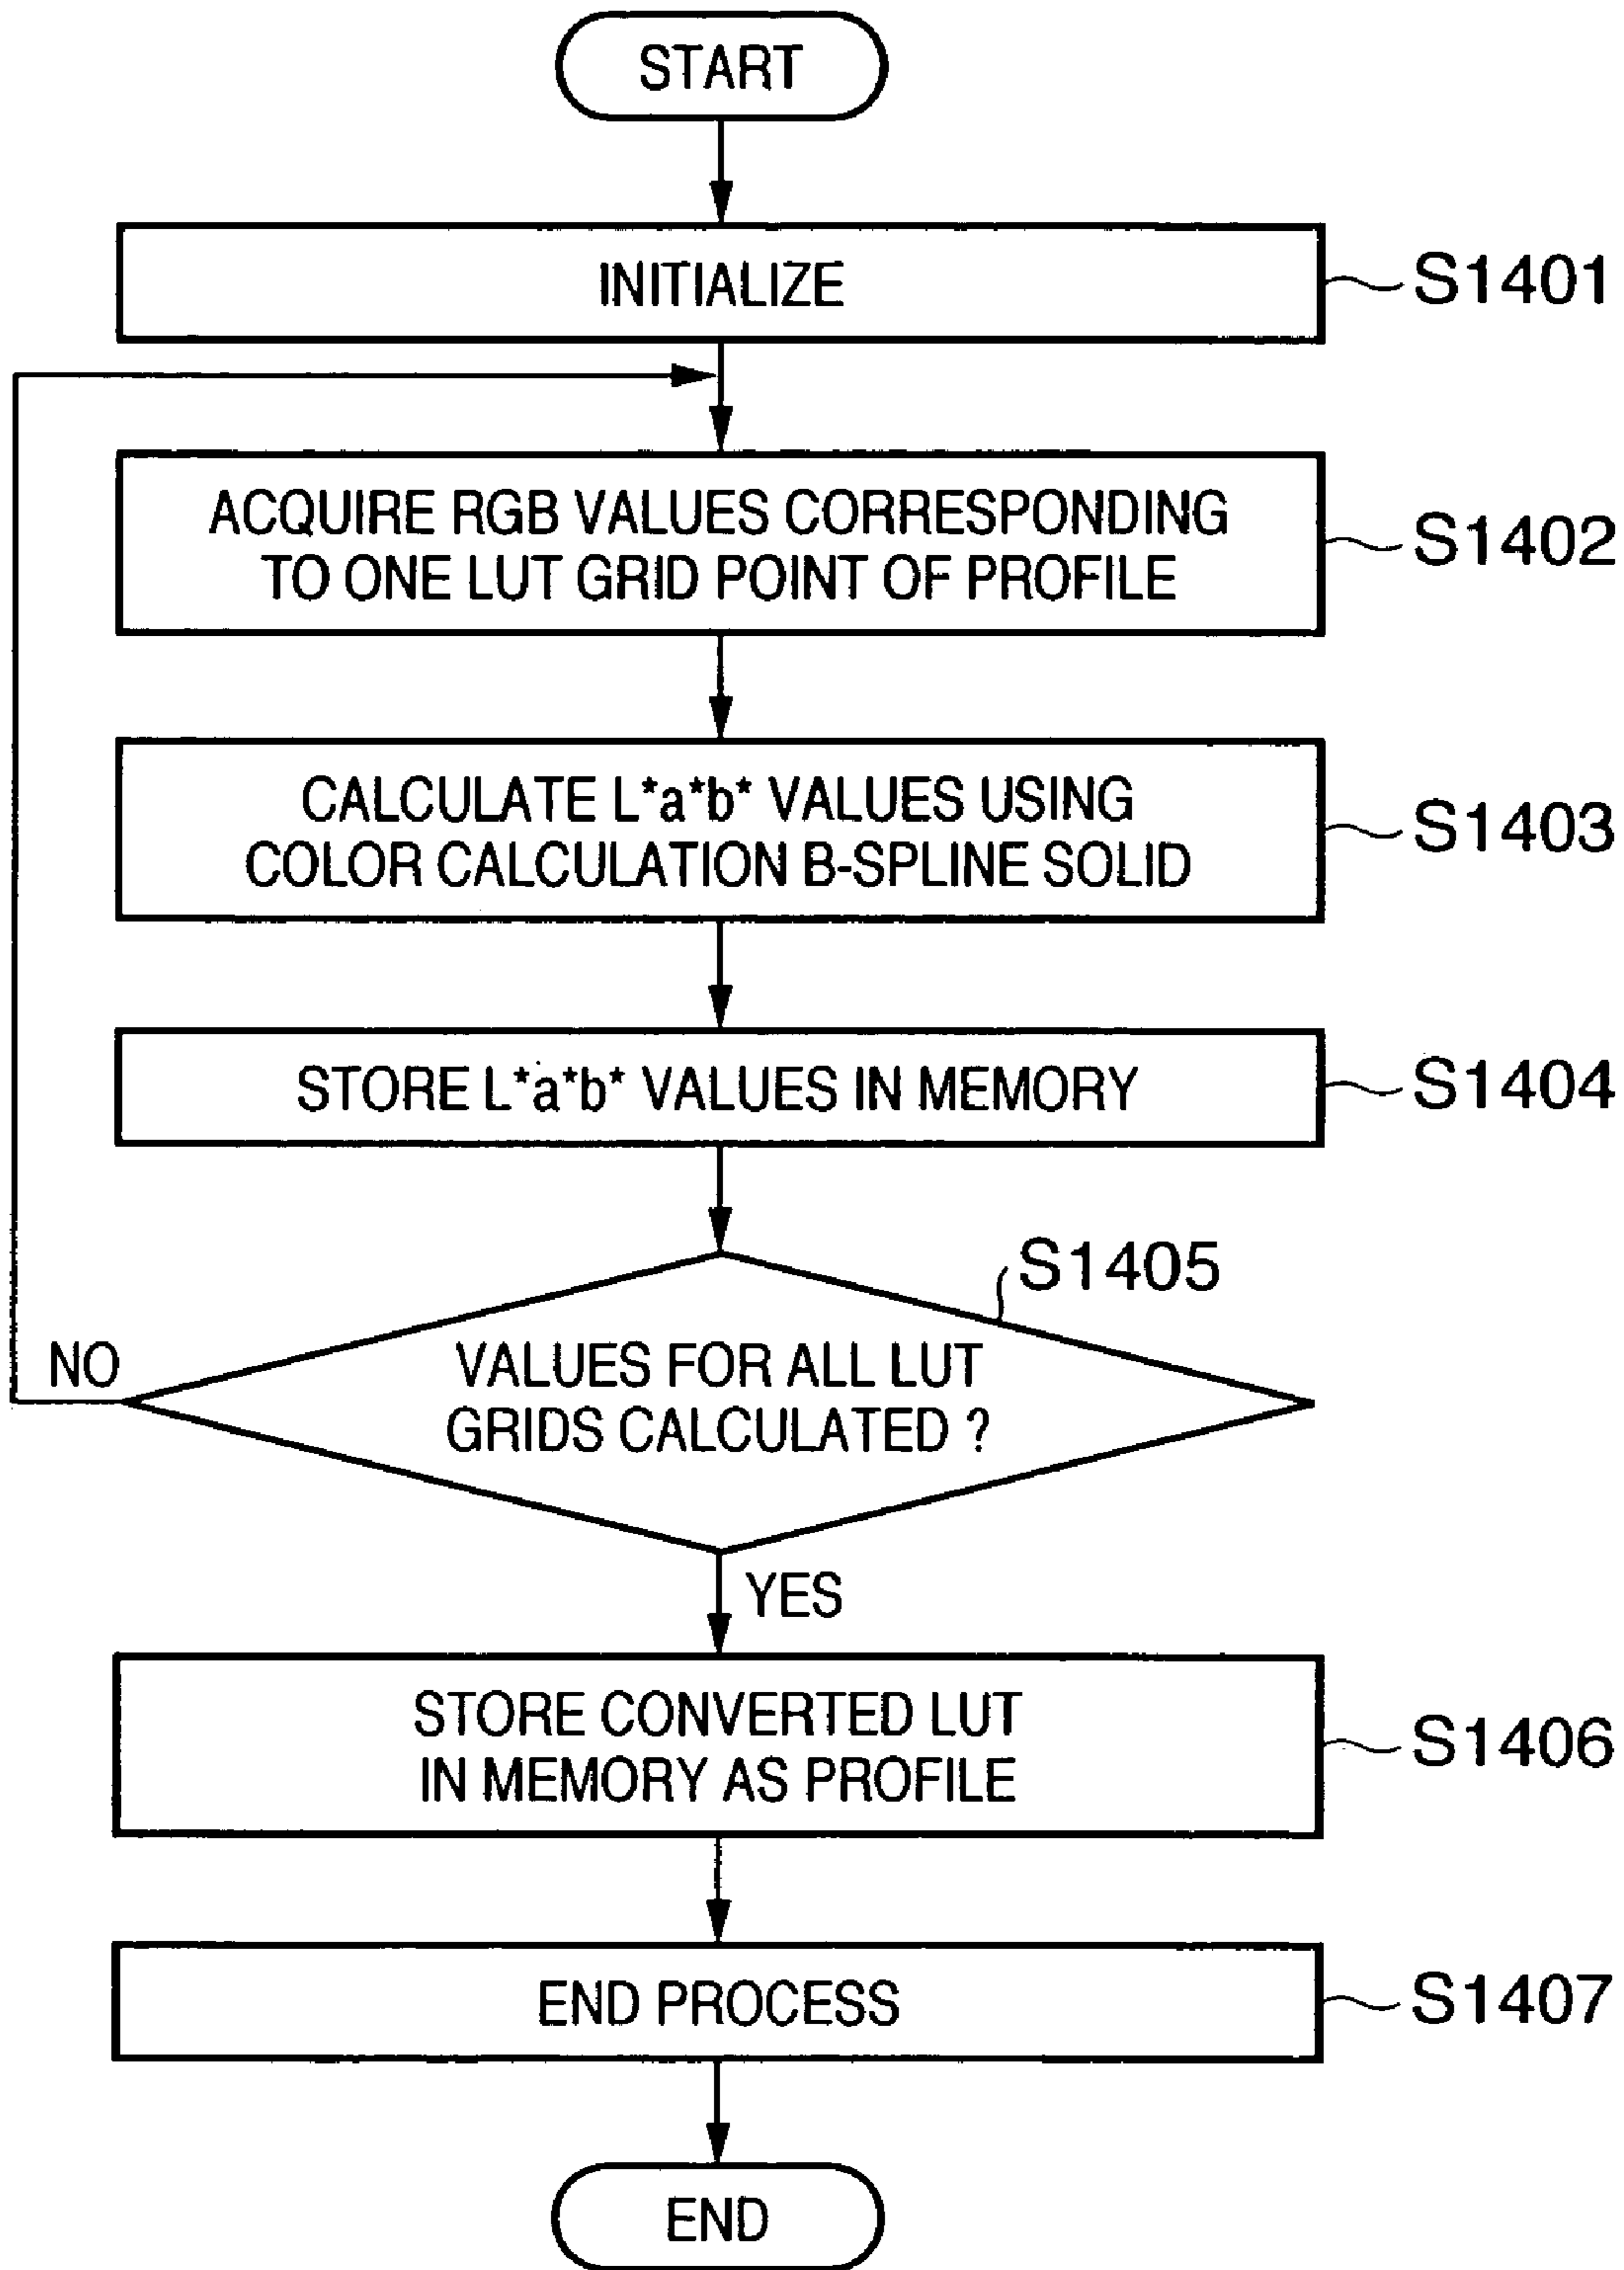 START
INITIALIZE
S1401
ACQUIRE RGB VALUES CORRESPONDING
TO ONE LUT GRID POINT OF PROFILE
S1402
CALCULATE L*a*b* VALUES USING
COLOR CALCULATION B-SPLINE SOLID
S1403
STORE L*a*b* VALUES IN MEMORY
S1404
S1405
NO
VALUES FOR ALL LUT
GRIDS CALCULATED ?
YES
STORE CONVERTED LUT
IN MEMORY AS PROFILE
S1406
END PROCESS
S1407
END